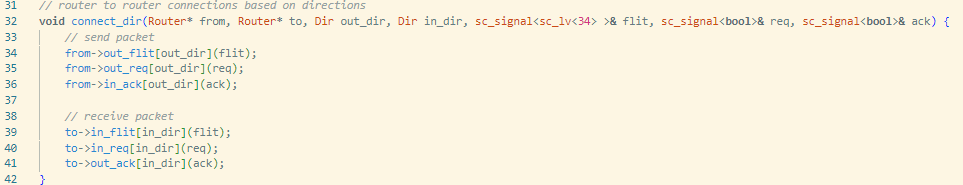 31 // router to router connections based on directions
32 void connect_dir(Router* from, Router* to, Dir out_dir, Dir in_dir, sc_signal<sc_lv<34> >& flit, sc_signal<bool>& req, sc_signal<bool>& ack) {
33     // send packet
34     from->out_flit[out_dir](flit);
35     from->out_req[out_dir](req);
36     from->in_ack[out_dir](ack);
37
38     // receive packet
39     to->in_flit[in_dir](flit);
40     to->in_req[in_dir](req);
41     to->out_ack[in_dir](ack);
42 }